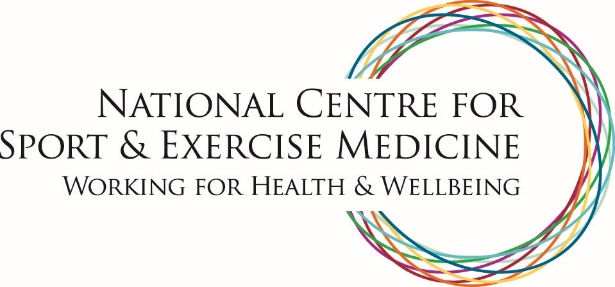 National Centre for
Sport & Exercise Medicine
Working for Health & Wellbeing